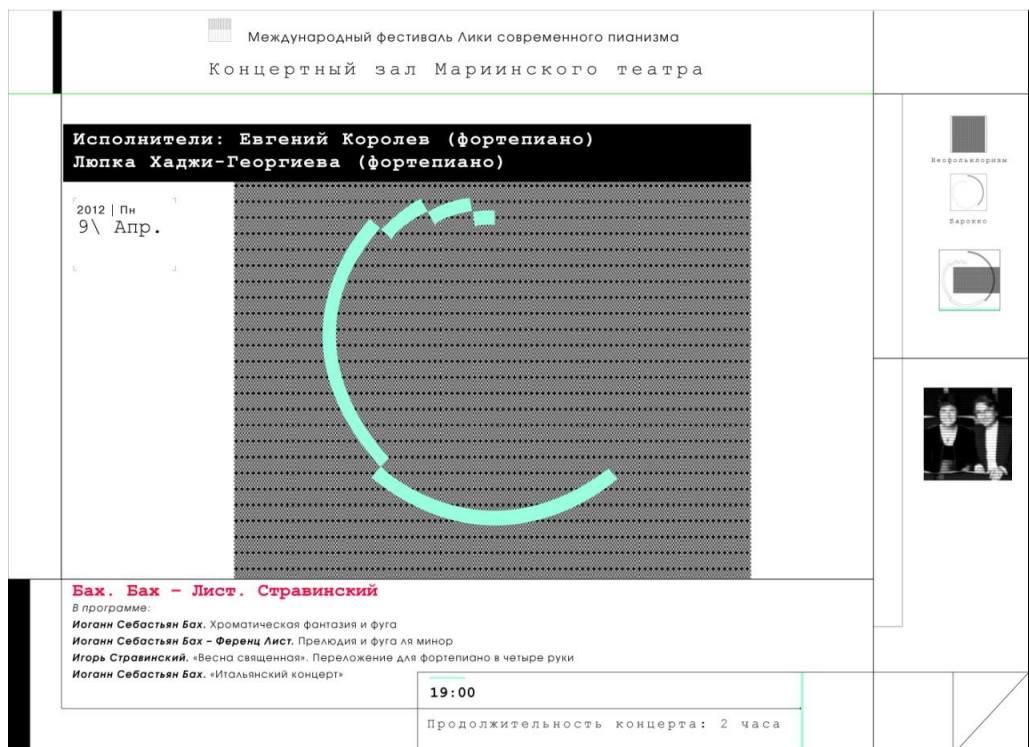 Международный фестиваль Лики современного пианизма
Концертный зал Мариинского театра
Исполнители: Евгений Королев (фортепиано)
Люпка Хаджи-Георгиева (фортепиано)
2012 | Пн
9\ Апр.
Неофольклоризм
Барокко
Бах. Бах – Лист. Стравинский
В программе:
Иоганн Себастьян Бах. Хроматическая фантазия и фуга
Иоганн Себастьян Бах – Ференц Лист. Прелюдия и фуга ля минор
Игорь Стравинский. «Весна священная». Переложение для фортепиано в четыре руки
Иоганн Себастьян Бах. «Итальянский концерт»
19:00
Продолжительность концерта: 2 часа